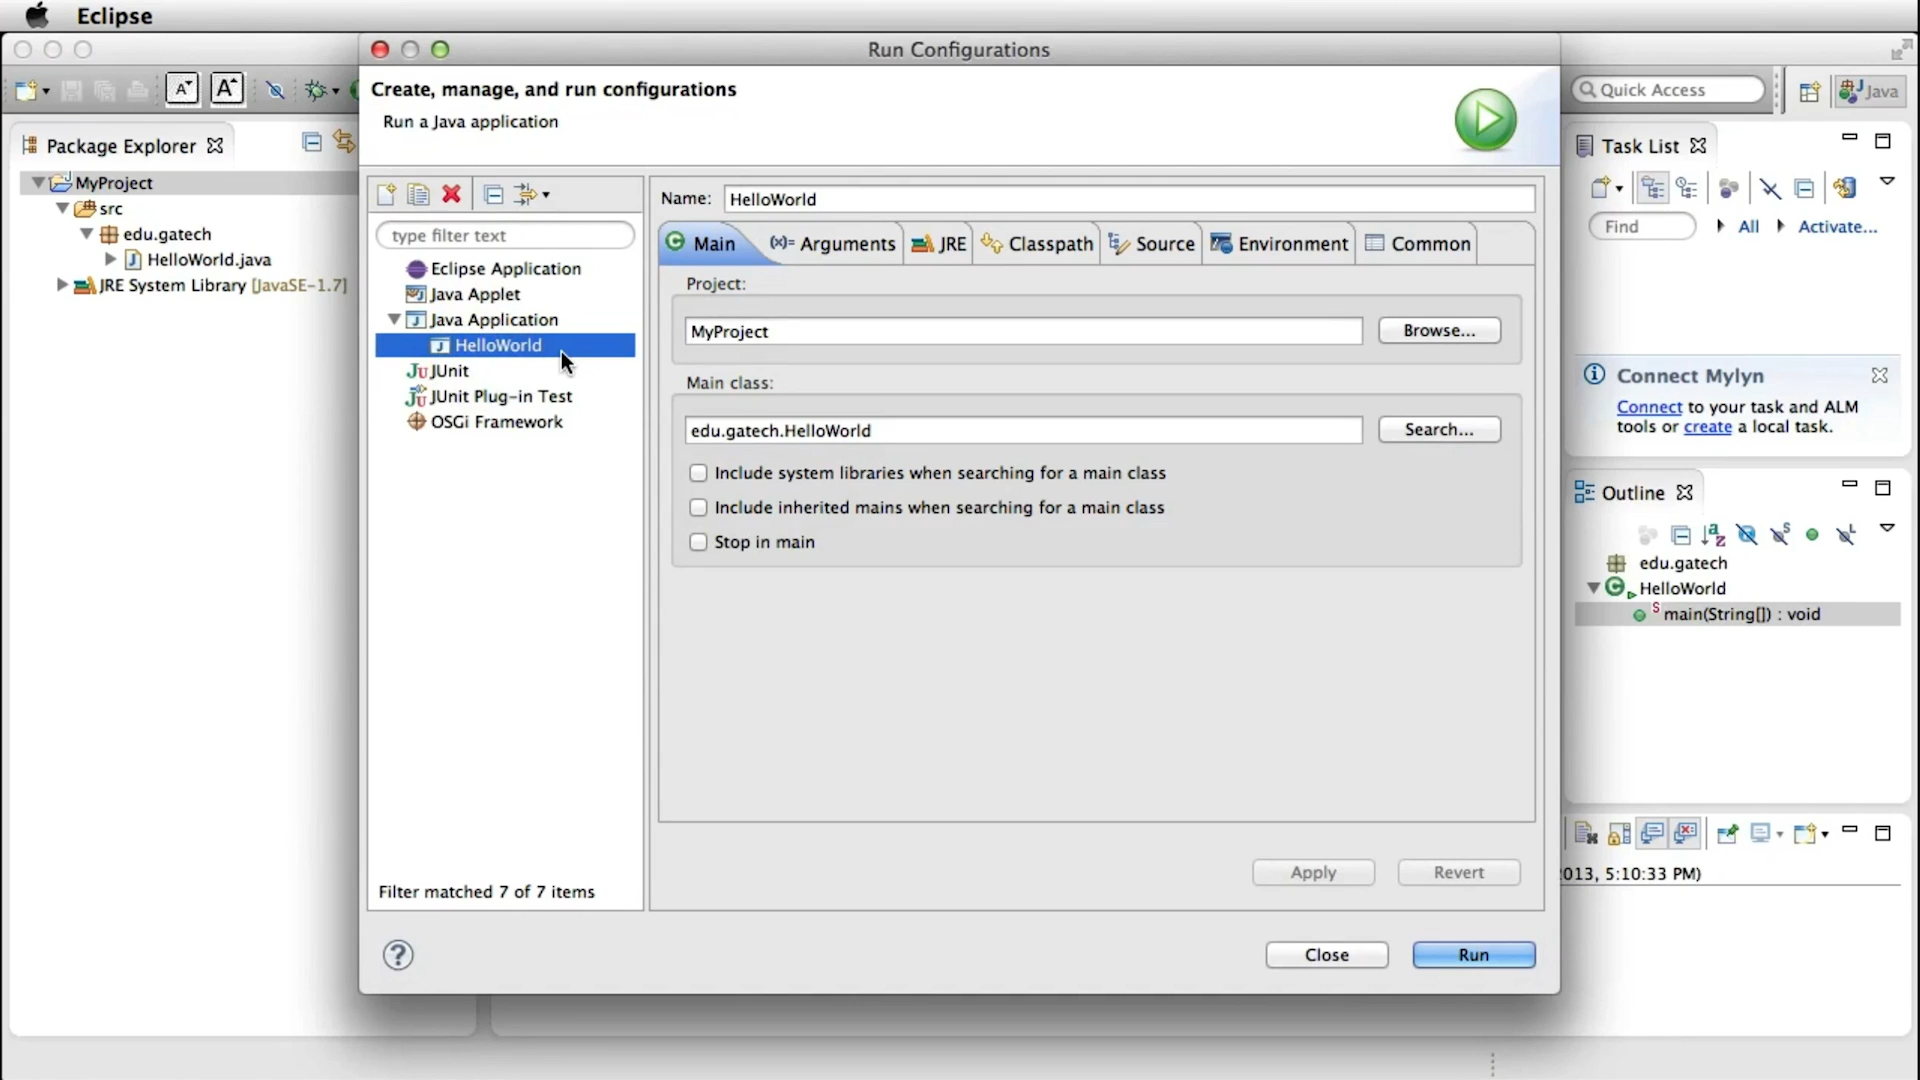 Eclipse
Run Configurations
Create, manage, and run configurations
Run a Java application
Quick Access
Java
Package Explorer
MyProject
src
edu.gatech
HelloWorld.java
JRE System Library [JavaSE-1.7]
type filter text
Eclipse Application
Java Applet
Java Application
HelloWorld
JUnit
JUnit Plug-in Test
OSGi Framework
Filter matched 7 of 7 items
Name: HelloWorld
Main (x)= Arguments JRE Classpath Source Environment Common
Project:
MyProject
Browse...
Main class:
edu.gatech.HelloWorld
Search...
Include system libraries when searching for a main class
Include inherited mains when searching for a main class
Stop in main
Apply Revert
Close Run
Task List
Find All Activate...
Connect Mylyn
Connect to your task and ALM
tools or create a local task.
Outline
edu.gatech
HelloWorld
main(String[]) : void
013, 5:10:33 PM)